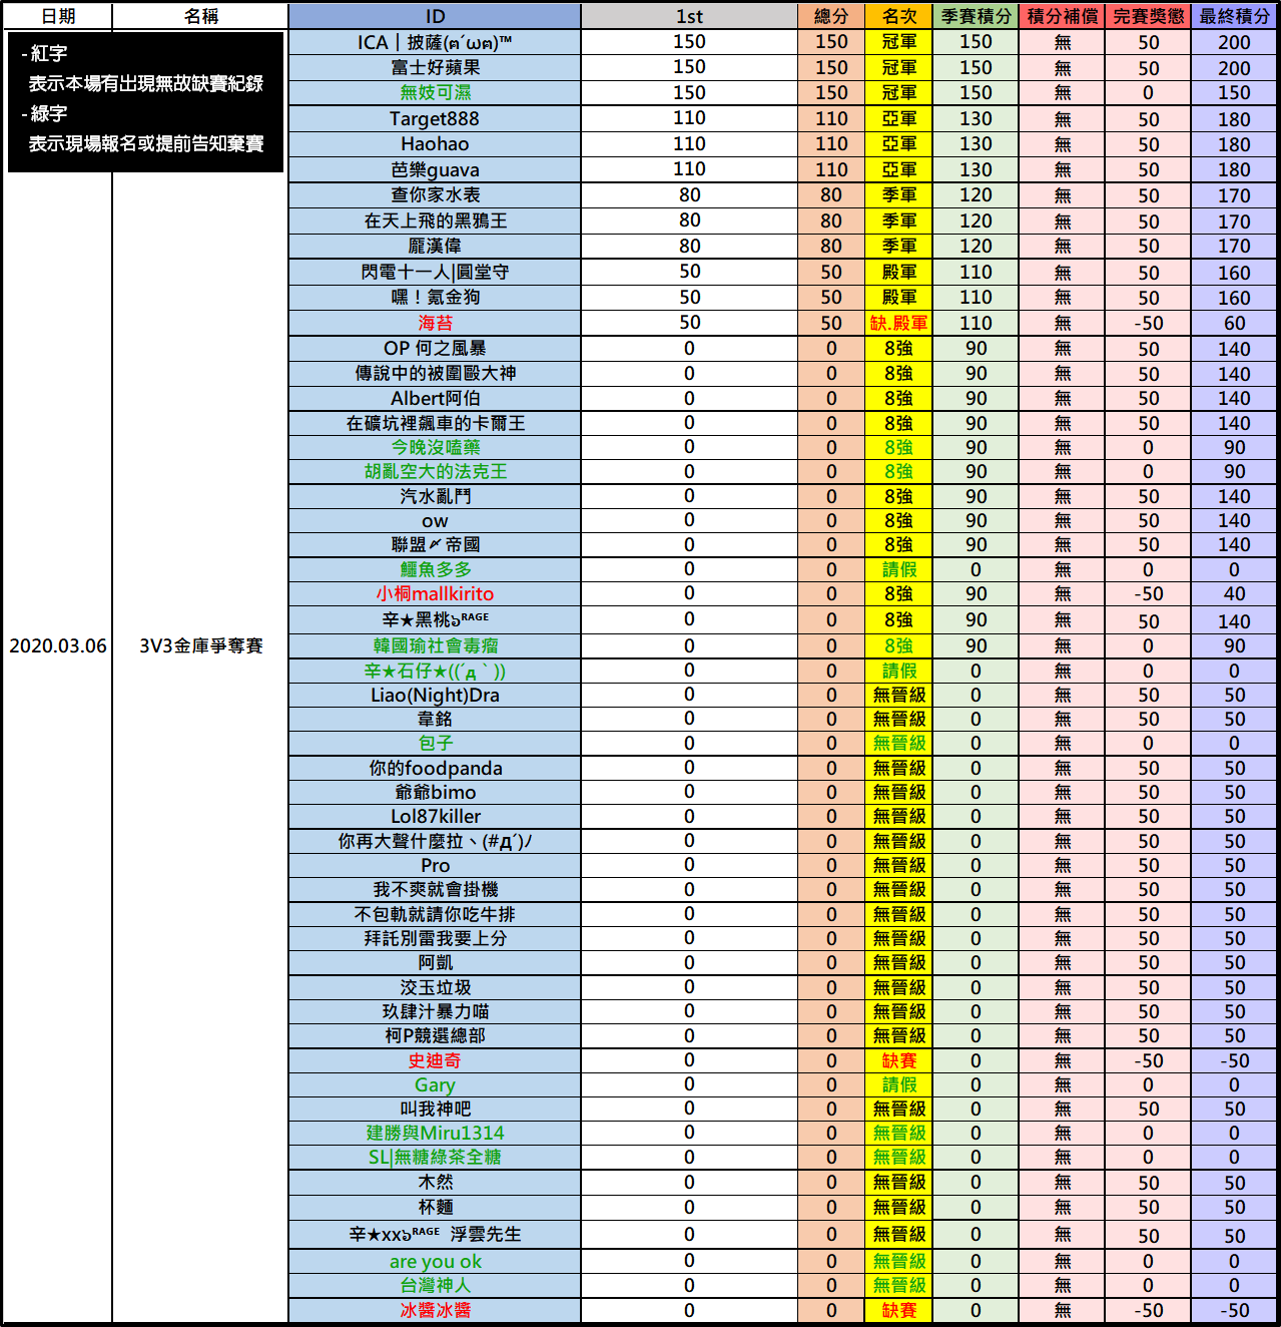 日期 名稱 ID 1st 總分 名次 季賽積分 積分補償 完賽獎懲 最終積分
- 紅字
表示本場有出現無故缺賽紀錄
- 綠字
表示現場報名或提前告知棄賽
2020.03.06 3V3金庫爭奪賽
ICA｜披薩(ฅ´ωฅ)™ 150 150 冠軍 150 無 50 200
富士好蘋果 150 150 冠軍 150 無 50 200
無妓可濕 150 150 冠軍 150 無 0 150
Target888 110 110 亞軍 130 無 50 180
Haohao 110 110 亞軍 130 無 50 180
芭樂guava 110 110 亞軍 130 無 50 180
查你家水表 80 80 季軍 120 無 50 170
在天上飛的黑鴉王 80 80 季軍 120 無 50 170
龎漢偉 80 80 季軍 120 無 50 170
閃電十一人|圓堂守 50 50 殿軍 110 無 50 160
嘿！氪金狗 50 50 殿軍 110 無 50 160
海苔 50 50 缺.殿軍 110 無 -50 60
OP 何之風暴 0 0 8強 90 無 50 140
傳說中的被圍毆大神 0 0 8強 90 無 50 140
Albert阿伯 0 0 8強 90 無 50 140
在礦坑裡飆車的卡爾王 0 0 8強 90 無 50 140
今晚沒嗑藥 0 0 8強 90 無 0 90
胡亂空大的法克王 0 0 8強 90 無 0 90
汽水亂鬥 0 0 8強 90 無 50 140
ow 0 0 8強 90 無 50 140
聯盟〆帝國 0 0 8強 90 無 50 140
鱷魚多多 0 0 請假 0 無 0 0
小桐mallkirito 0 0 8強 90 無 -50 40
辛★黑桃ঌᴿᴬᴳᴱ 0 0 8強 90 無 50 140
韓國瑜社會毒瘤 0 0 8強 90 無 0 90
辛★石仔★((´д｀)) 0 0 請假 0 無 0 0
Liao(Night)Dra 0 0 無晉級 0 無 50 50
韋銘 0 0 無晉級 0 無 50 50
包子 0 0 無晉級 0 無 0 0
你的foodpanda 0 0 無晉級 0 無 50 50
爺爺bimo 0 0 無晉級 0 無 50 50
Lol87killer 0 0 無晉級 0 無 50 50
你再大聲什麼拉ヽ(#д´)ﾉ 0 0 無晉級 0 無 50 50
Pro 0 0 無晉級 0 無 50 50
我不爽就會掛機 0 0 無晉級 0 無 50 50
不包軌就請你吃牛排 0 0 無晉級 0 無 50 50
拜託別雷我要上分 0 0 無晉級 0 無 50 50
阿凱 0 0 無晉級 0 無 50 50
洨玉垃圾 0 0 無晉級 0 無 50 50
玖肆汁暴力喵 0 0 無晉級 0 無 50 50
柯P競選總部 0 0 無晉級 0 無 50 50
史迪奇 0 0 缺賽 0 無 -50 -50
Gary 0 0 請假 0 無 0 0
叫我神吧 0 0 無晉級 0 無 50 50
建勝與Miru1314 0 0 無晉級 0 無 0 0
SL|無糖綠茶全糖 0 0 無晉級 0 無 0 0
木然 0 0 無晉級 0 無 50 50
杯麵 0 0 無晉級 0 無 50 50
辛★xxঌᴿᴬᴳᴱ 浮雲先生 0 0 無晉級 0 無 50 50
are you ok 0 0 無晉級 0 無 0 0
台灣神人 0 0 無晉級 0 無 0 0
冰醬冰醬 0 0 缺賽 0 無 -50 -50